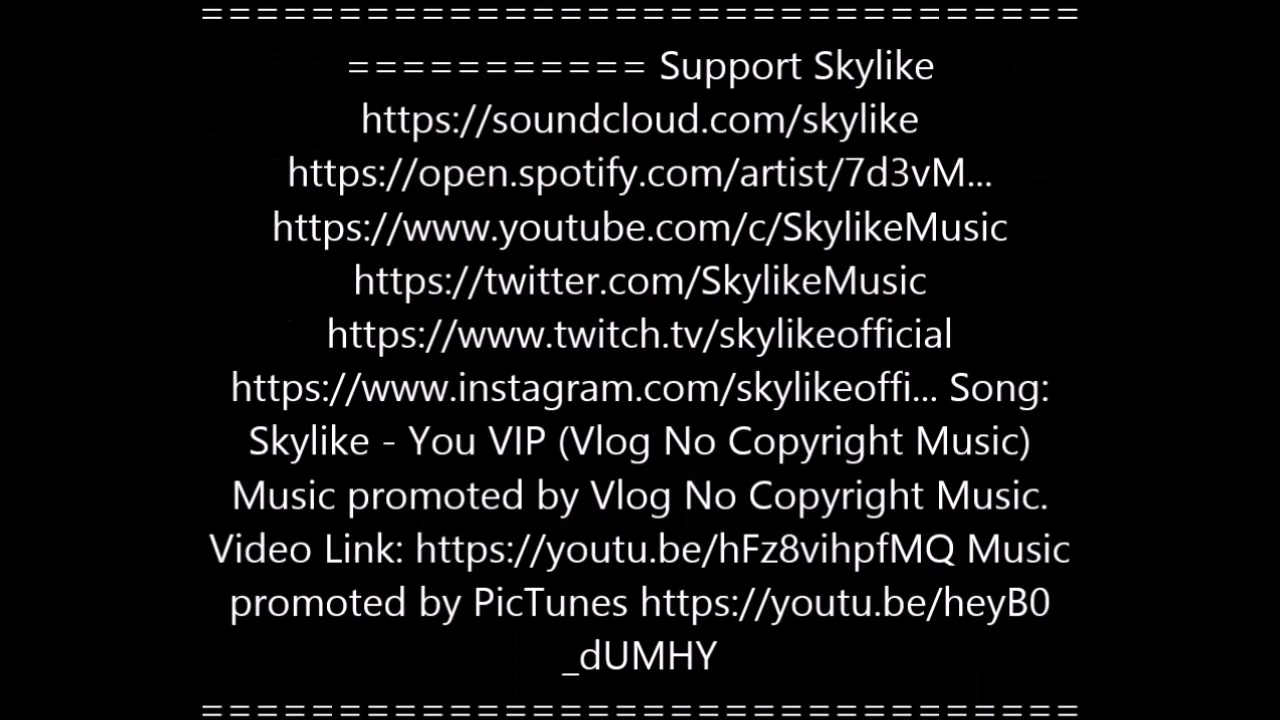 ================================
=========== Support Skylike
https://soundcloud.com/skylike
https://open.spotify.com/artist/7d3vM...
https://www.youtube.com/c/SkylikeMusic
https://twitter.com/SkylikeMusic
https://www.twitch.tv/skylikeofficial
https://www.instagram.com/skylikeoffi... Song:
Skylike - You VIP (Vlog No Copyright Music)
Music promoted by Vlog No Copyright Music.
Video Link: https://youtu.be/hFz8vihpfMQ Music
promoted by PicTunes https://youtu.be/heyB0
_dUMHY
================================